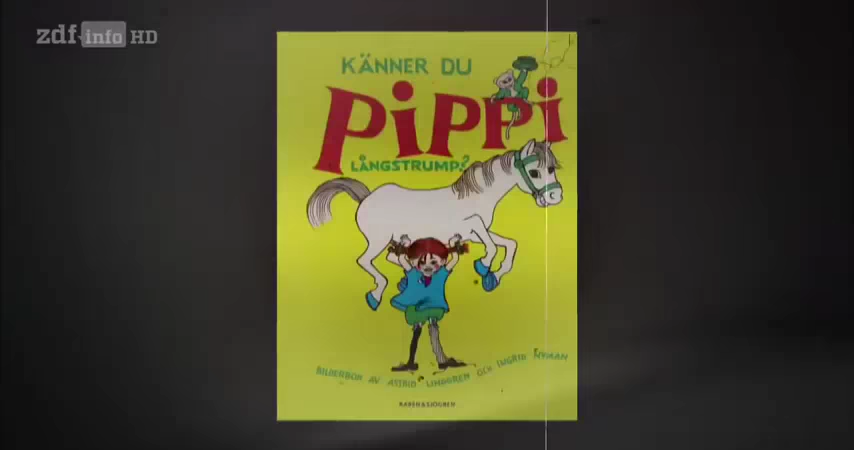 zdf info HD
KÄNNER DU
PiPPi
LÅNGSTRUMP?
BILDERBOK AV ASTRID LINDGREN OCH INGRID NYMAN
RABÉN & SJÖGREN